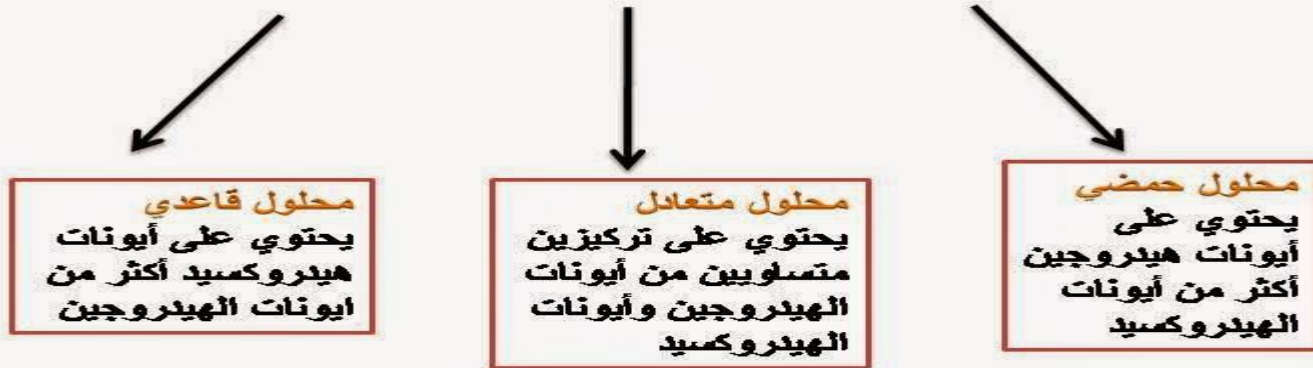 محلول حمضي
يحتوي على
أيونات هيدروجين
أكثر من أيونات
الهيدروكسيد
محلول متعادل
يحتوي على تركيزين
متساويين من أيونات
الهيدروجين وأيونات
الهيدروكسيد
محلول قاعدي
يحتوي على أيونات
هيدروكسيد أكثر من
ايونات الهيدروجين